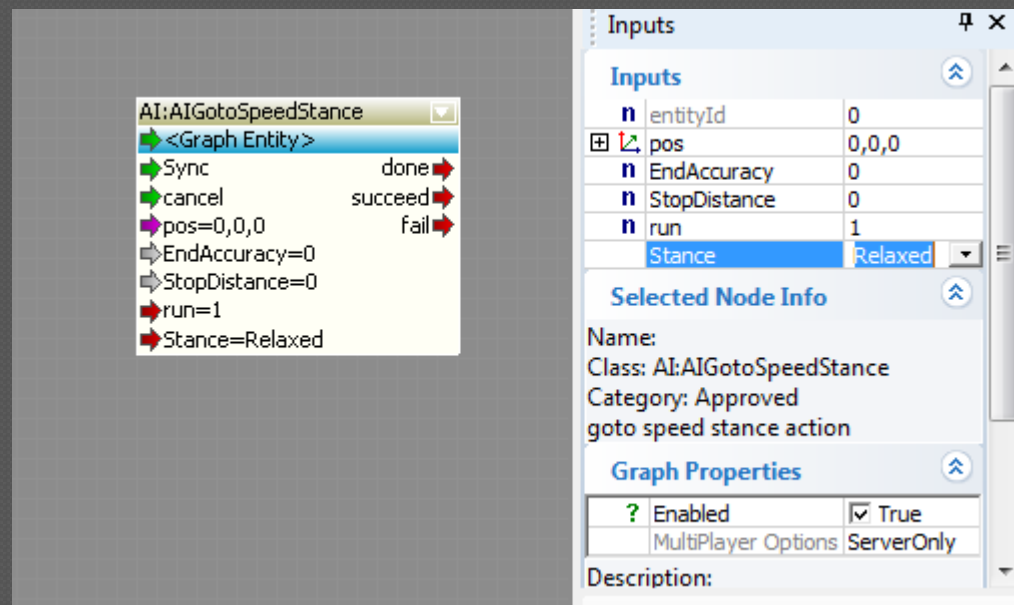 AI:AIGotoSpeedStance
<Graph Entity>
Sync done
cancel succeed
pos=0,0,0 fail
EndAccuracy=0
StopDistance=0
run=1
Stance=Relaxed
Inputs
Inputs
n entityId 0
pos 0,0,0
n EndAccuracy 0
n StopDistance 0
n run 1
Stance Relaxed
Selected Node Info
Name:
Class: AI:AIGotoSpeedStance
Category: Approved
goto speed stance action
Graph Properties
? Enabled True
MultiPlayer Options ServerOnly
Description: